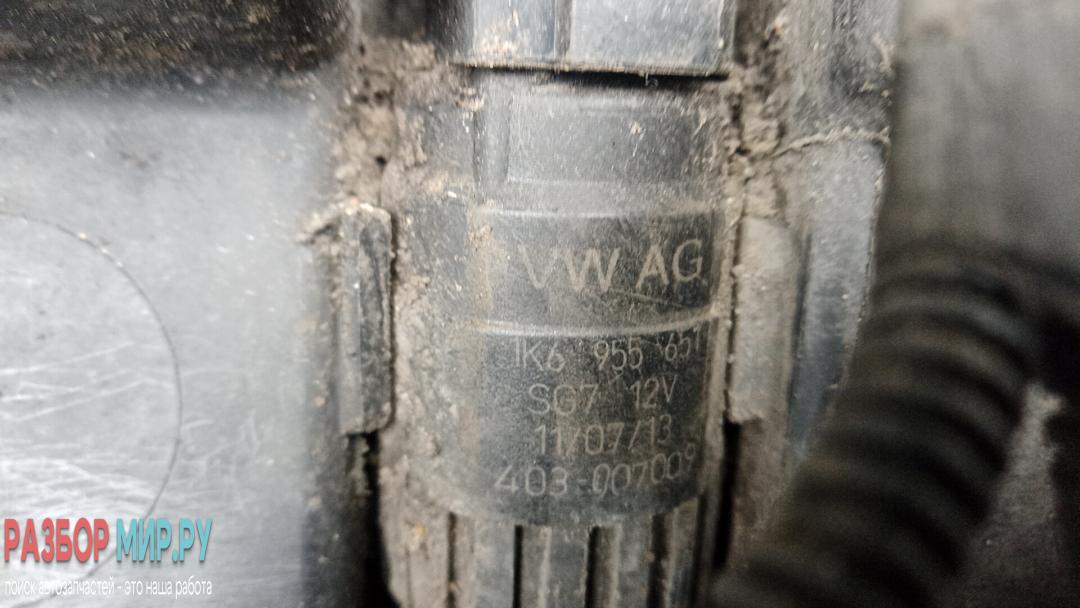 VW AG
1K6 955 651
SG7 12V
11/07/13
403-007009
РАЗБОР МИР.РУ
поиск автозапчастей - это наша работа